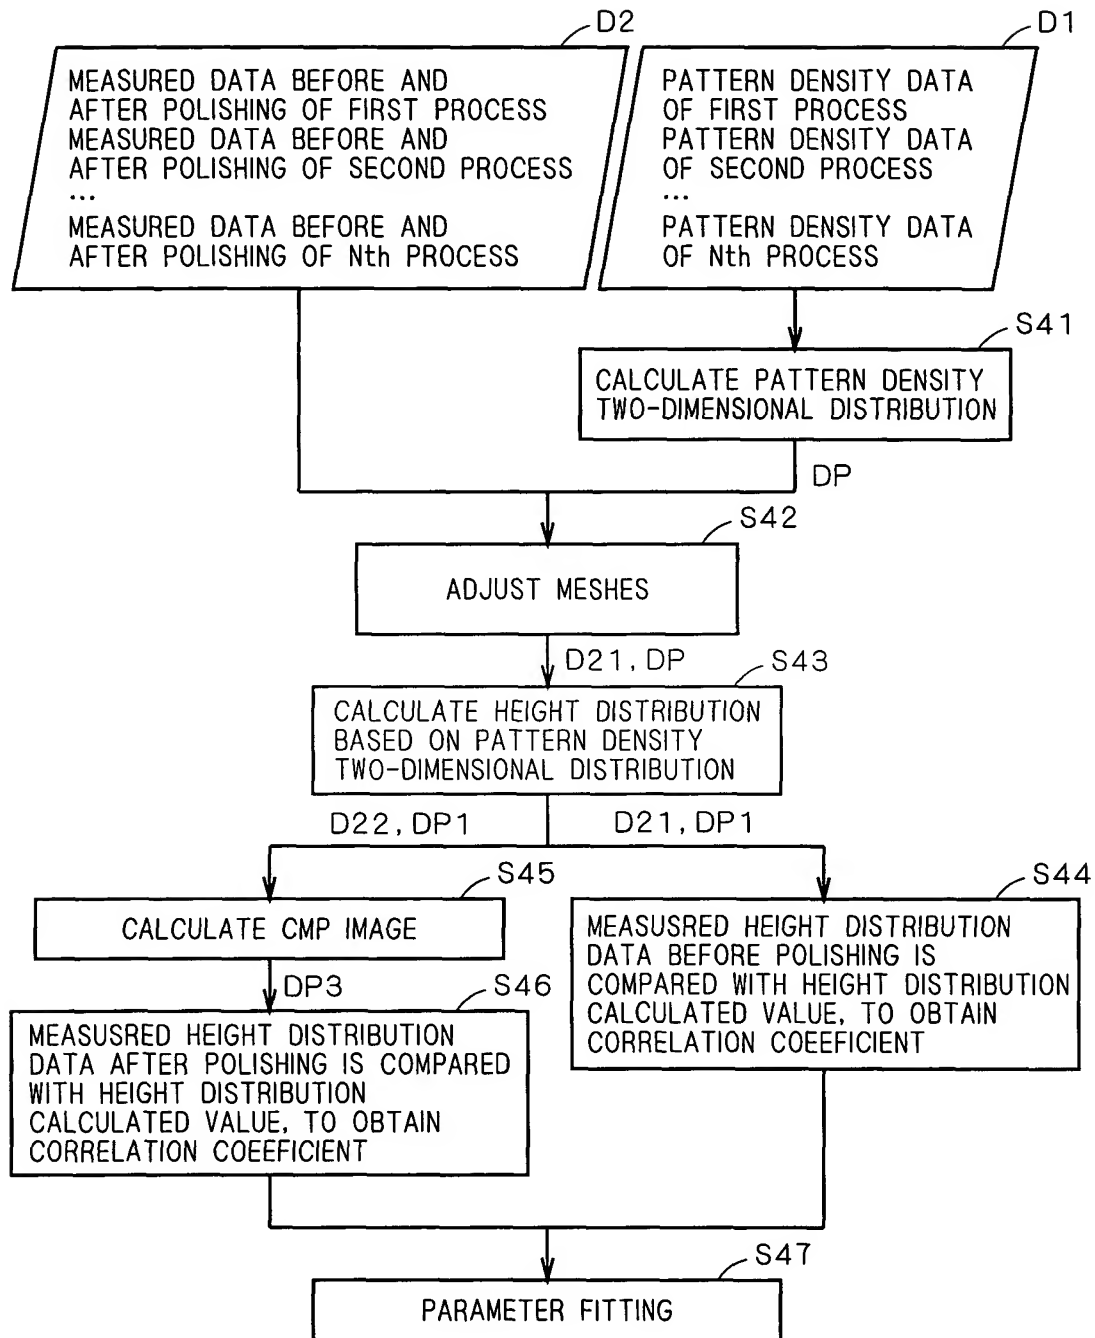 D2
MEASURED DATA BEFORE AND
AFTER POLISHING OF FIRST PROCESS
MEASURED DATA BEFORE AND
AFTER POLISHING OF SECOND PROCESS
...
MEASURED DATA BEFORE AND
AFTER POLISHING OF Nth PROCESS
D1
PATTERN DENSITY DATA
OF FIRST PROCESS
PATTERN DENSITY DATA
OF SECOND PROCESS
...
PATTERN DENSITY DATA
OF Nth PROCESS
S41
CALCULATE PATTERN DENSITY
TWO-DIMENSIONAL DISTRIBUTION
DP
S42
ADJUST MESHES
D21, DP
S43
CALCULATE HEIGHT DISTRIBUTION
BASED ON PATTERN DENSITY
TWO-DIMENSIONAL DISTRIBUTION
D22, DP1
D21, DP1
S45
CALCULATE CMP IMAGE
S44
MEASUSRED HEIGHT DISTRIBUTION
DATA BEFORE POLISHING IS
COMPARED WITH HEIGHT DISTRIBUTION
CALCULATED VALUE, TO OBTAIN
CORRELATION COEEFICIENT
DP3
S46
MEASUSRED HEIGHT DISTRIBUTION
DATA AFTER POLISHING IS COMPARED
WITH HEIGHT DISTRIBUTION
CALCULATED VALUE, TO OBTAIN
CORRELATION COEEFICIENT
S47
PARAMETER FITTING